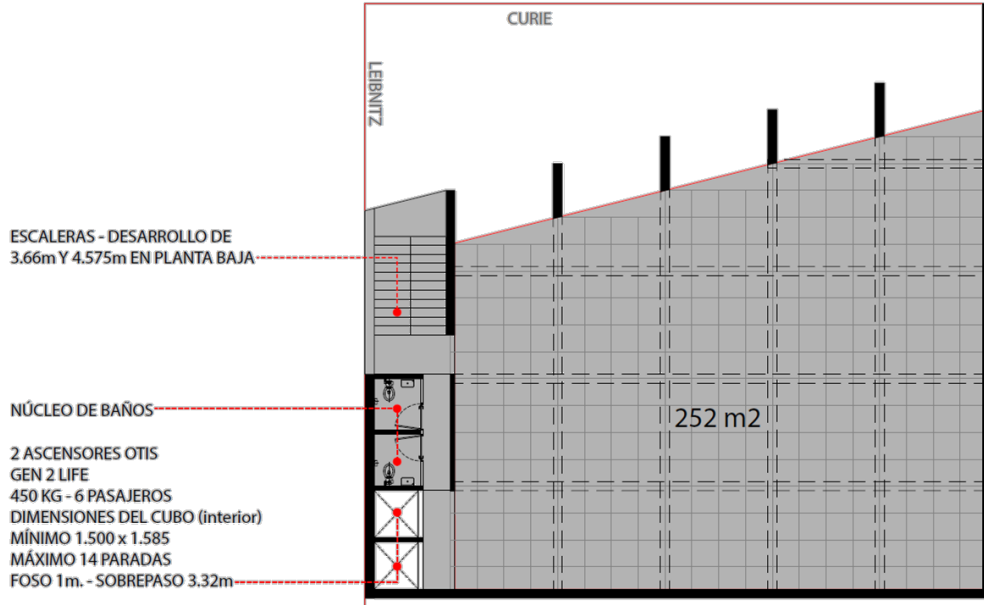 CURIE
LEIBNITZ
ESCALERAS - DESARROLLO DE
3.66m Y 4.575m EN PLANTA BAJA
NÚCLEO DE BAÑOS
252 m2
2 ASCENSORES OTIS
GEN 2 LIFE
450 KG - 6 PASAJEROS
DIMENSIONES DEL CUBO (interior)
MÍNIMO 1.500 x 1.585
MÁXIMO 14 PARADAS
FOSO 1m. - SOBREPASO 3.32m